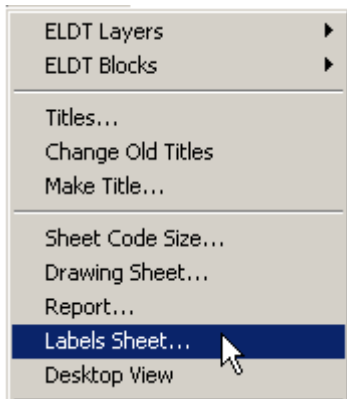 ELDT Layers
ELDT Blocks
Titles...
Change Old Titles
Make Title...
Sheet Code Size...
Drawing Sheet...
Report...
Labels Sheet...
Desktop View